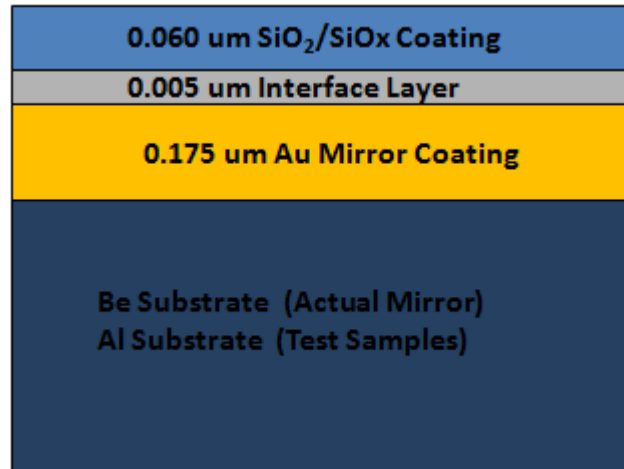 0.060 um SiO₂/SiOx Coating
0.005 um Interface Layer
0.175 um Au Mirror Coating
Be Substrate (Actual Mirror)
Al Substrate (Test Samples)